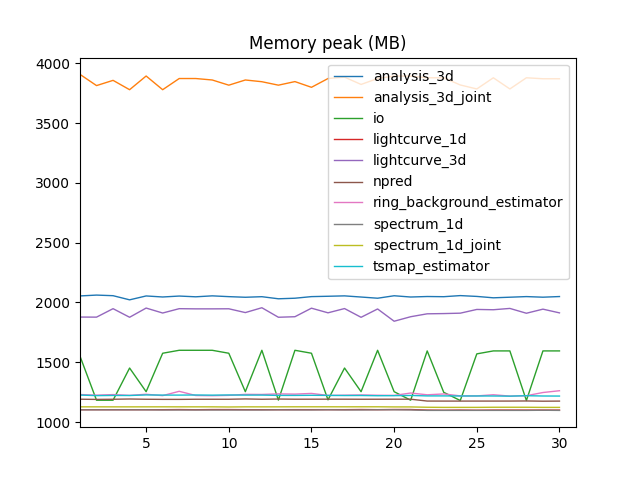 Memory peak (MB)
4000
3500
3000
2500
2000
1500
1000
analysis_3d
analysis_3d_joint
io
lightcurve_1d
lightcurve_3d
npred
ring_background_estimator
spectrum_1d
spectrum_1d_joint
tsmap_estimator
5 10 15 20 25 30